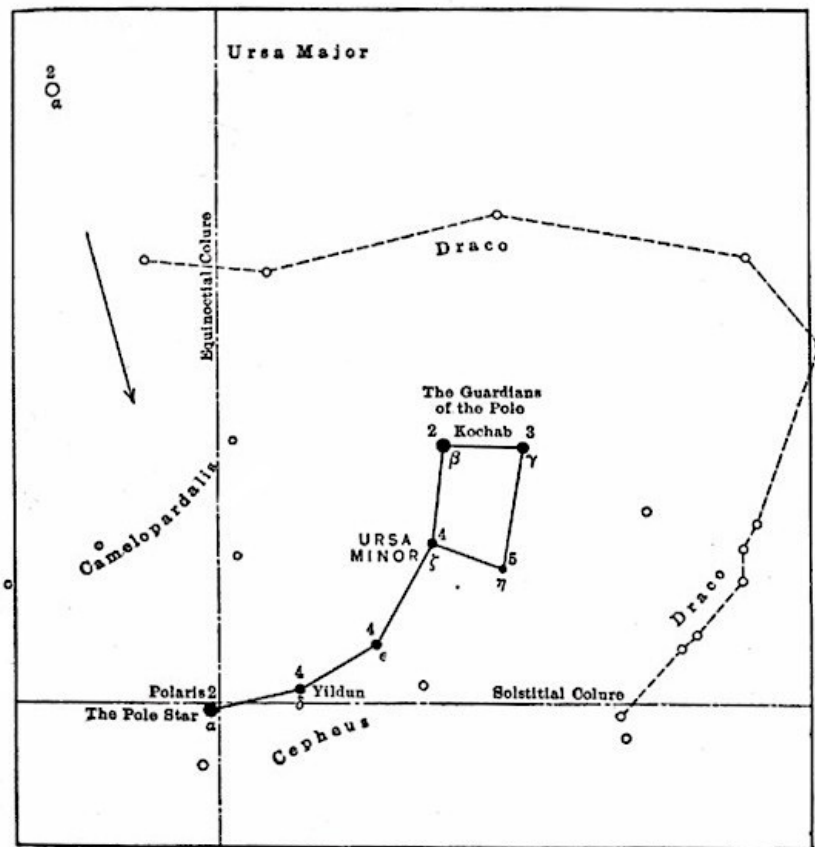 Ursa Major
2
α
Equinoctial Colure
Draco
The Guardians
of the Pole
2 Kochab 3
β γ
Camelopardalis
URSA 4
MINOR
ζ
5
η
Draco
4
ε
4
Polaris 2 Yildun Solstitial Colure
δ
The Pole Star
α
Cepheus